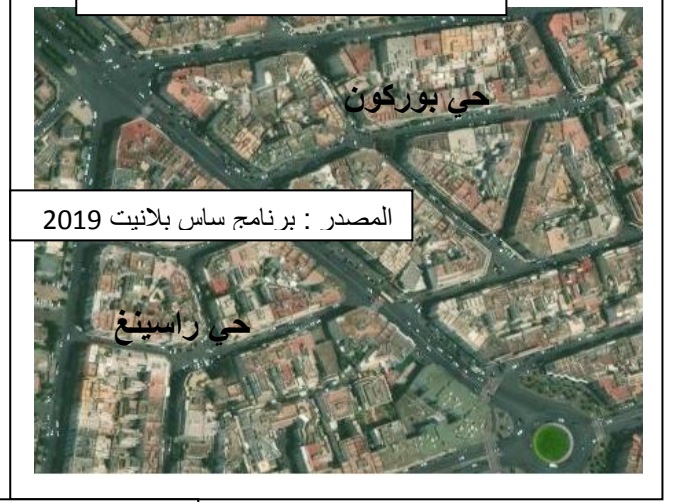 حي بوركون
المصدر : برنامج ساس بلانيت 2019
حي راسينغ